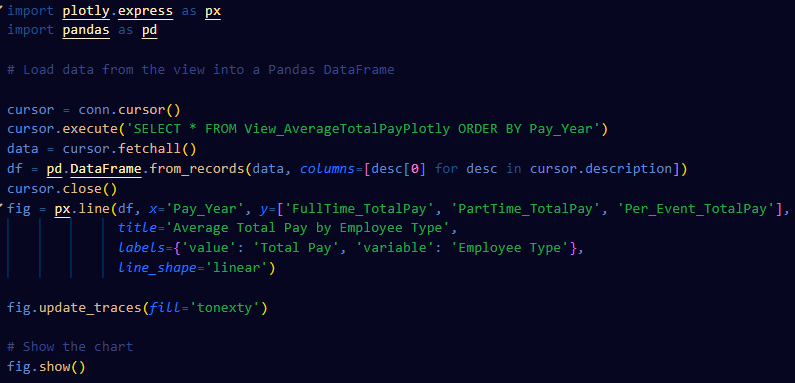 import plotly.express as px
import pandas as pd
# Load data from the view into a Pandas DataFrame
cursor = conn.cursor()
cursor.execute('SELECT * FROM View_AverageTotalPayPlotly ORDER BY Pay_Year')
data = cursor.fetchall()
df = pd.DataFrame.from_records(data, columns=[desc[0] for desc in cursor.description])
cursor.close()
fig = px.line(df, x='Pay_Year', y=['FullTime_TotalPay', 'PartTime_TotalPay', 'Per_Event_TotalPay'],
title='Average Total Pay by Employee Type',
labels={'value': 'Total Pay', 'variable': 'Employee Type'},
line_shape='linear')
fig.update_traces(fill='tonexty')
# Show the chart
fig.show()